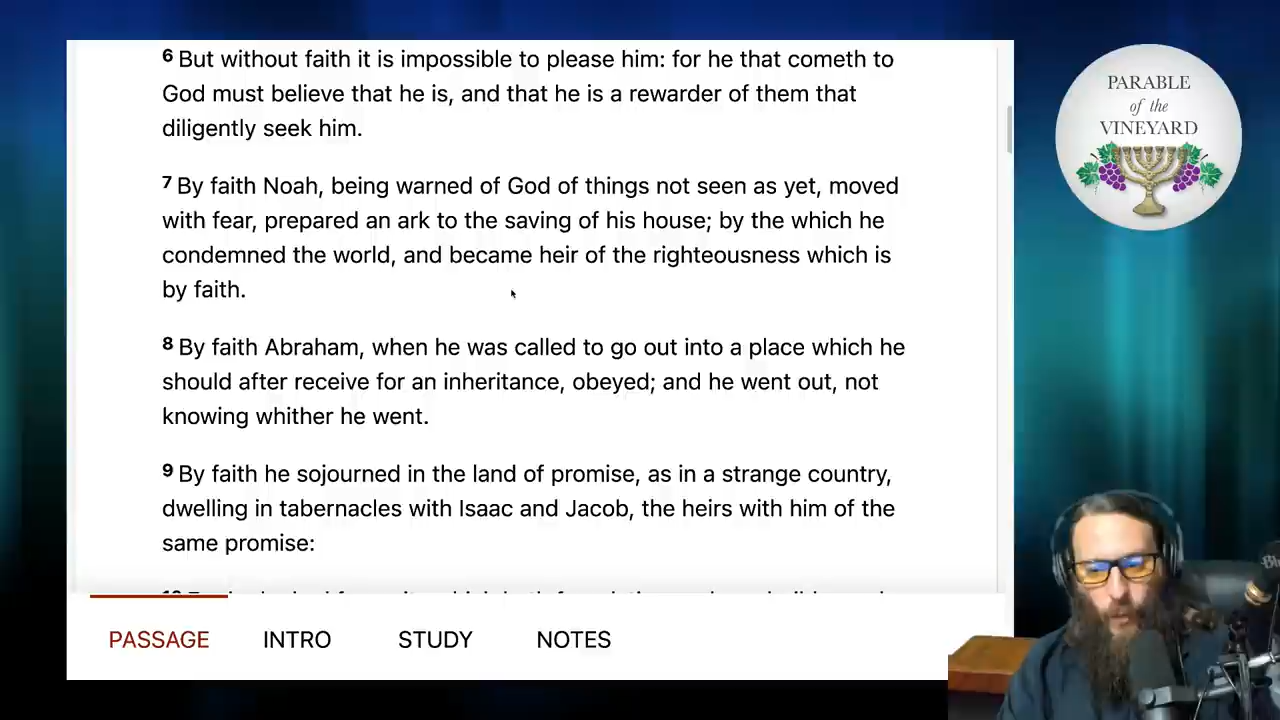 6 But without faith it is impossible to please him: for he that cometh to
God must believe that he is, and that he is a rewarder of them that
diligently seek him.
7 By faith Noah, being warned of God of things not seen as yet, moved
with fear, prepared an ark to the saving of his house; by the which he
condemned the world, and became heir of the righteousness which is
by faith.
8 By faith Abraham, when he was called to go out into a place which he
should after receive for an inheritance, obeyed; and he went out, not
knowing whither he went.
9 By faith he sojourned in the land of promise, as in a strange country,
dwelling in tabernacles with Isaac and Jacob, the heirs with him of the
same promise:
PASSAGE INTRO STUDY NOTES
PARABLE
of the
VINEYARD